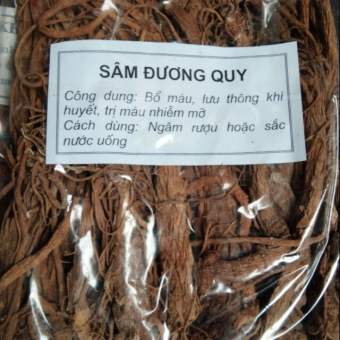 SÂM ĐƯƠNG QUY
Công dung: Bổ máu, lưu thông khí
huyết, trị máu nhiễm mỡ
Cách dùng: Ngâm rượu hoặc sắc
nước uống